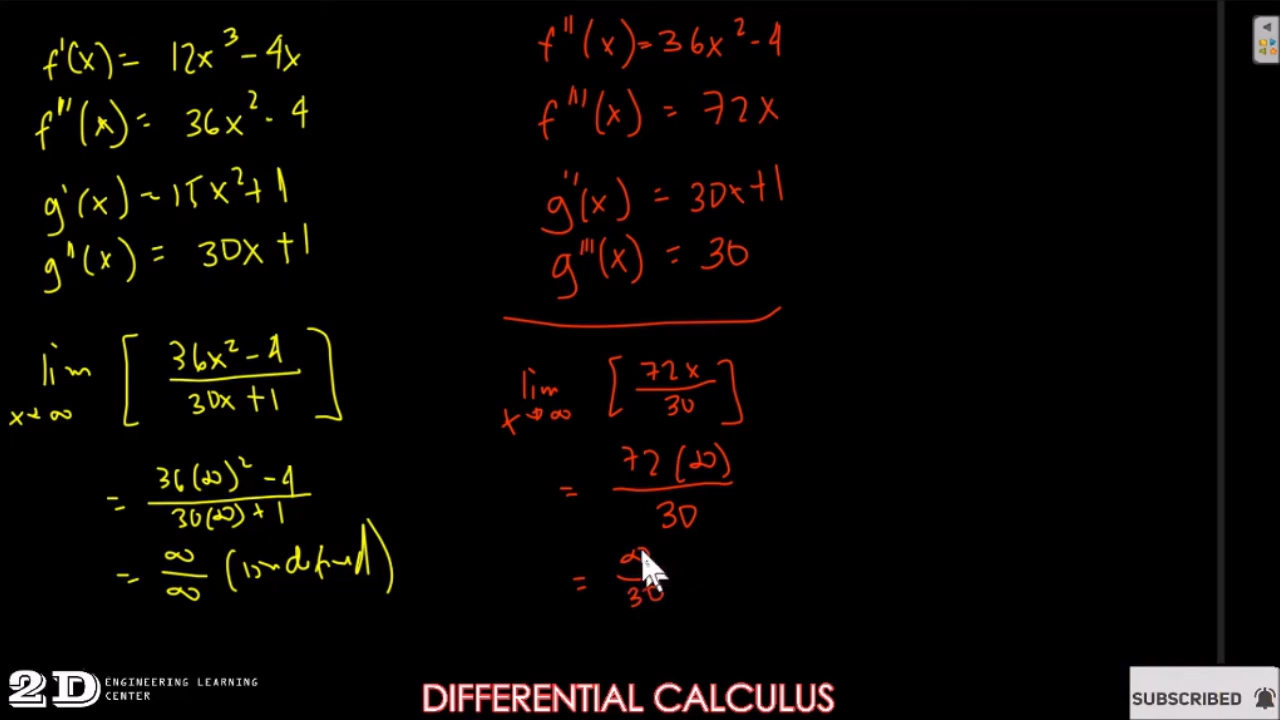 f'(x) = 12x³ - 4x
f''(x) = 36x² - 4
g'(x) = 15x² + 1
g''(x) = 30x + 1
lim x→∞ [ 36x² - 4 / 30x + 1 ]
= 36(∞)² - 4 / 30(∞) + 1
= ∞ / ∞ (undefined)
f''(x) = 36x² - 4
f'''(x) = 72x
g''(x) = 30x + 1
g'''(x) = 30
lim x→∞ [ 72x / 30 ]
= 72(∞) / 30
= ∞ / 30
2D ENGINEERING LEARNING
CENTER
DIFFERENTIAL CALCULUS
SUBSCRIBED